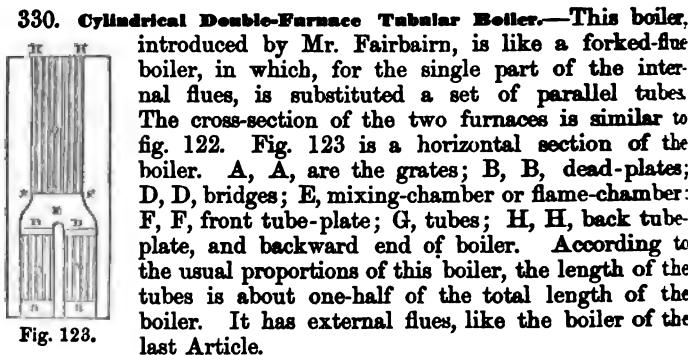 330. Cylindrical Double-Furnace Tubular Boiler.—This boiler,
introduced by Mr. Fairbairn, is like a forked-flue
boiler, in which, for the single part of the inter-
nal flues, is substituted a set of parallel tubes.
The cross-section of the two furnaces is similar to
fig. 122. Fig. 123 is a horizontal section of the
boiler. A, A, are the grates; B, B, dead-plates;
D, D, bridges; E, mixing-chamber or flame-chamber:
F, F, front tube-plate; G, tubes; H, H, back tube-
plate, and backward end of boiler. According to
the usual proportions of this boiler, the length of the
tubes is about one-half of the total length of the
boiler. It has external flues, like the boiler of the
last Article.
Fig. 123.